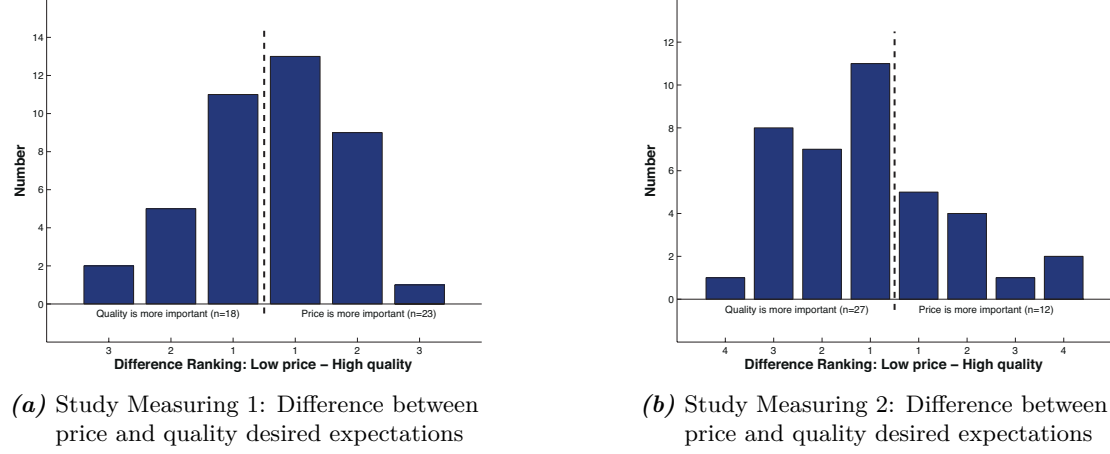 14
12
10
8
6
4
2
0
Number
Quality is more important (n=18)
Price is more important (n=23)
3 2 1 1 2 3
Difference Ranking: Low price – High quality
(a) Study Measuring 1: Difference between
price and quality desired expectations
12
10
8
6
4
2
0
Number
Quality is more important (n=27)
Price is more important (n=12)
4 3 2 1 1 2 3 4
Difference Ranking: Low price – High quality
(b) Study Measuring 2: Difference between
price and quality desired expectations